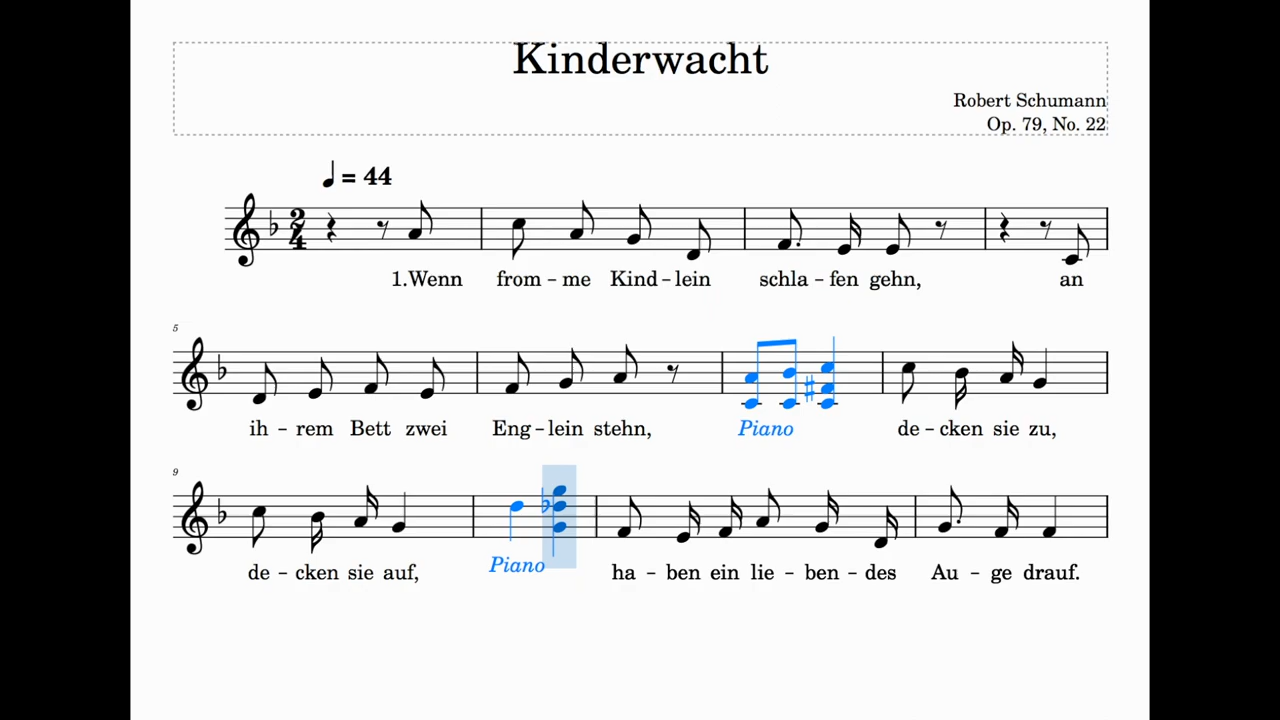 Kinderwacht
Robert Schumann
Op. 79, No. 22
= 44
2
4
1.Wenn from – me Kind – lein schla – fen gehn, an
5
ih – rem Bett zwei Eng – lein stehn, Piano de – cken sie zu,
9
de – cken sie auf, Piano ha – ben ein lie – ben – des Au – ge drauf.